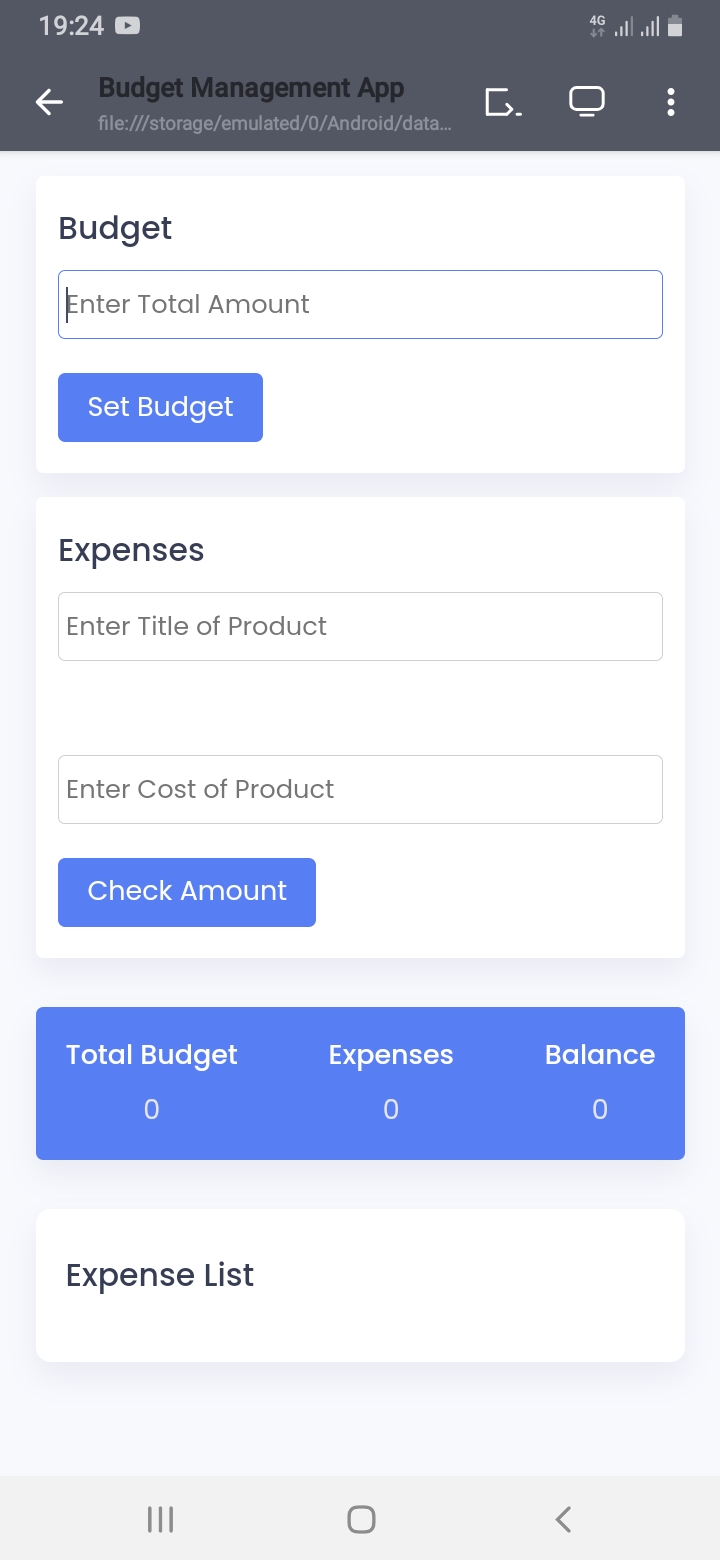 19:24
4G
Budget Management App
file:///storage/emulated/0/Android/data...
Budget
Enter Total Amount
Set Budget
Expenses
Enter Title of Product
Enter Cost of Product
Check Amount
Total Budget Expenses Balance
0 0 0
Expense List